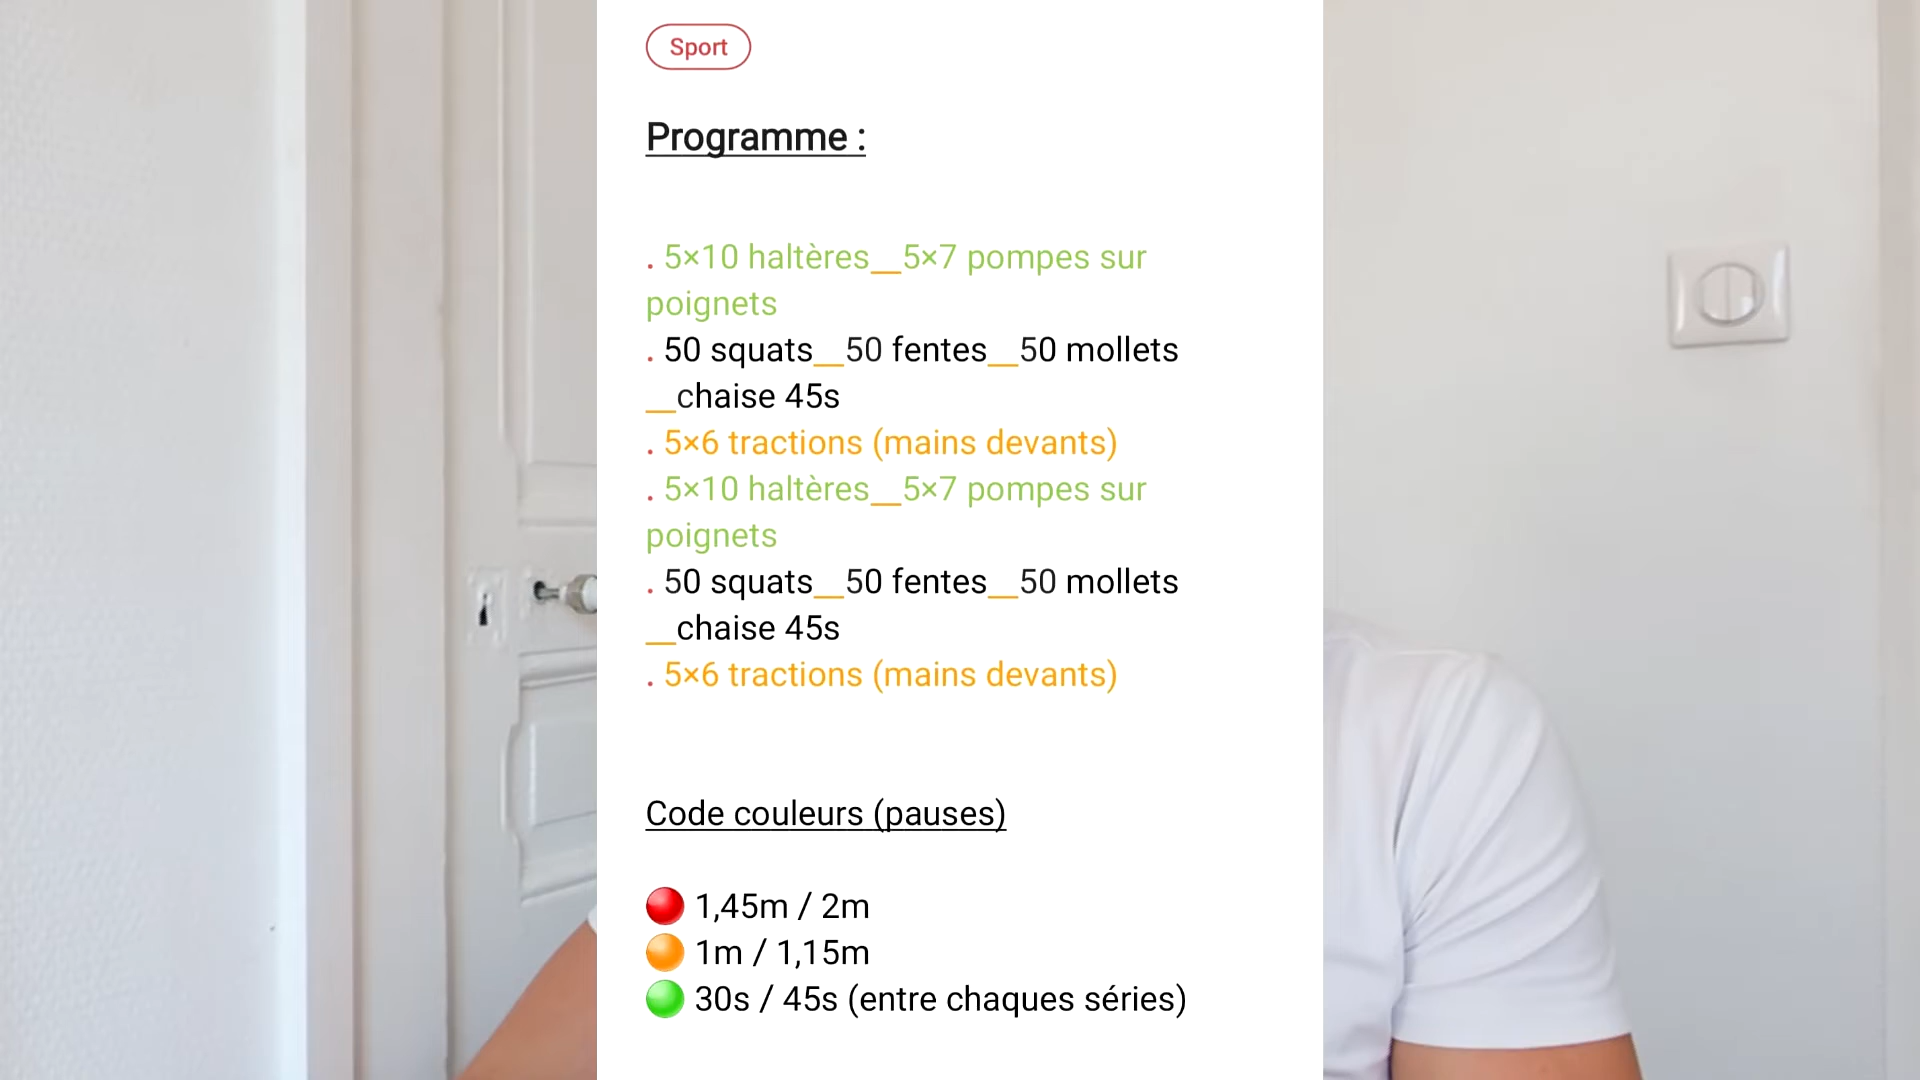 Sport
Programme :
. 5×10 haltères__5×7 pompes sur
poignets
. 50 squats__50 fentes__50 mollets
__chaise 45s
. 5×6 tractions (mains devants)
. 5×10 haltères__5×7 pompes sur
poignets
. 50 squats__50 fentes__50 mollets
__chaise 45s
. 5×6 tractions (mains devants)
Code couleurs (pauses)
🔴 1,45m / 2m
🟠 1m / 1,15m
🟢 30s / 45s (entre chaques séries)